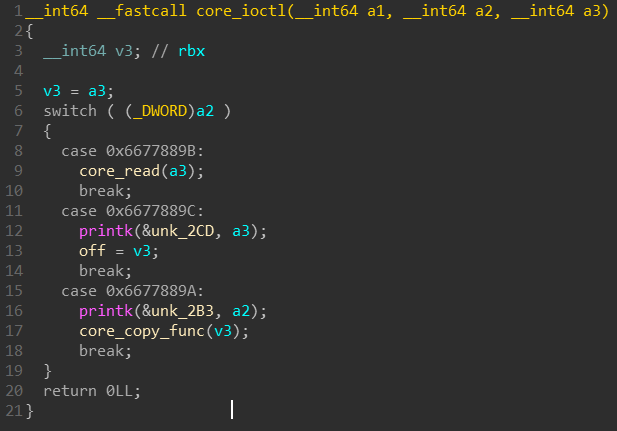 1 __int64 __fastcall core_ioctl(__int64 a1, __int64 a2, __int64 a3)
2 {
3   __int64 v3; // rbx
4
5   v3 = a3;
6   switch ( (_DWORD)a2 )
7   {
8     case 0x6677889B:
9       core_read(a3);
10       break;
11     case 0x6677889C:
12       printk(&unk_2CD, a3);
13       off = v3;
14       break;
15     case 0x6677889A:
16       printk(&unk_2B3, a2);
17       core_copy_func(v3);
18       break;
19   }
20   return 0LL;
21 }